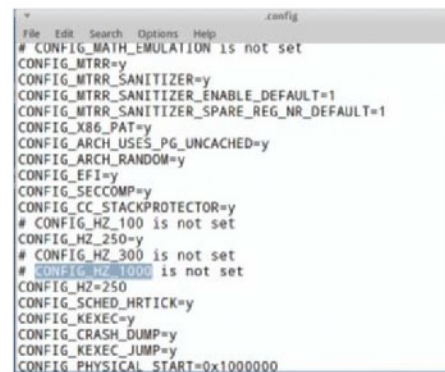 .config
File Edit Search Options Help
# CONFIG_MATH_EMULATION is not set
CONFIG_MTRR=y
CONFIG_MTRR_SANITIZER=y
CONFIG_MTRR_SANITIZER_ENABLE_DEFAULT=1
CONFIG_MTRR_SANITIZER_SPARE_REG_NR_DEFAULT=1
CONFIG_X86_PAT=y
CONFIG_ARCH_USES_PG_UNCACHED=y
CONFIG_ARCH_RANDOM=y
CONFIG_EFI=y
CONFIG_SECCOMP=y
CONFIG_CC_STACKPROTECTOR=y
# CONFIG_HZ_100 is not set
CONFIG_HZ_250=y
# CONFIG_HZ_300 is not set
# CONFIG_HZ_1000 is not set
CONFIG_HZ=250
CONFIG_SCHED_HRTICK=y
CONFIG_KEXEC=y
CONFIG_CRASH_DUMP=y
CONFIG_KEXEC_JUMP=y
CONFIG_PHYSICAL_START=0x1000000